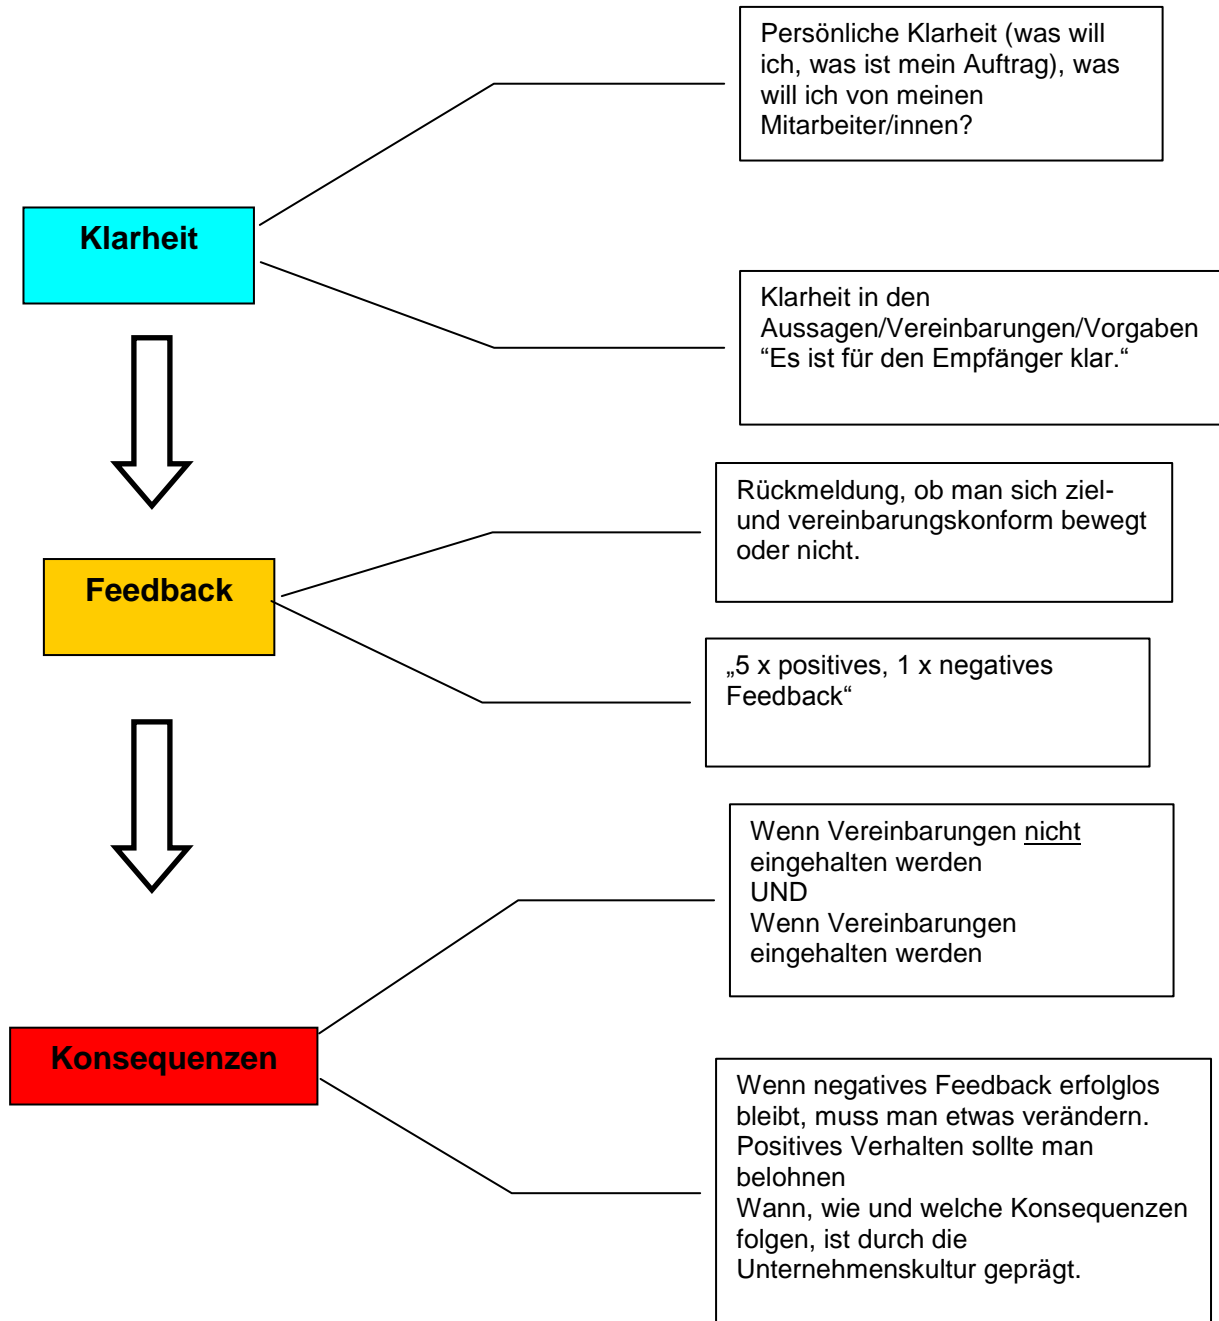 Persönliche Klarheit (was will
ich, was ist mein Auftrag), was
will ich von meinen
Mitarbeiter/innen?
Klarheit
Klarheit in den
Aussagen/Vereinbarungen/Vorgaben
“Es ist für den Empfänger klar.“
Rückmeldung, ob man sich ziel-
und vereinbarungskonform bewegt
oder nicht.
Feedback
„5 x positives, 1 x negatives
Feedback“
Wenn Vereinbarungen nicht
eingehalten werden
UND
Wenn Vereinbarungen
eingehalten werden
Konsequenzen
Wenn negatives Feedback erfolglos
bleibt, muss man etwas verändern.
Positives Verhalten sollte man
belohnen
Wann, wie und welche Konsequenzen
folgen, ist durch die
Unternehmenskultur geprägt.